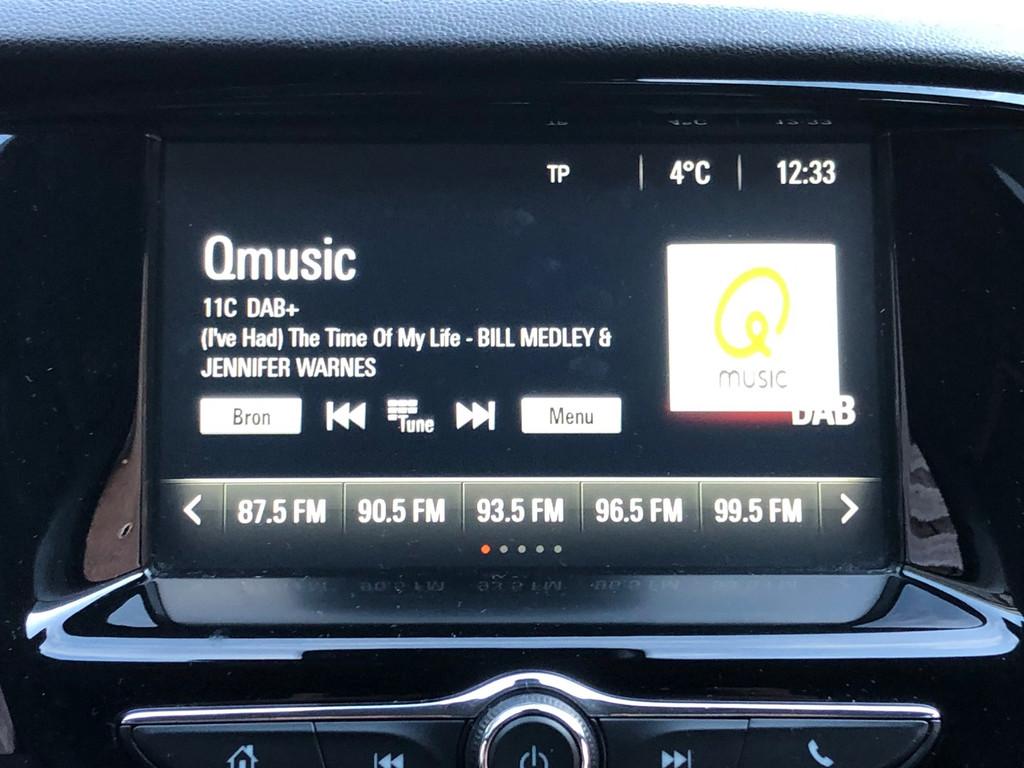 TP | 4°C | 12:33
Qmusic
11C DAB+
(I've Had) The Time Of My Life - BILL MEDLEY &
JENNIFER WARNES
MUSIC
DAB
Bron
Tune
Menu
87.5 FM 90.5 FM 93.5 FM 96.5 FM 99.5 FM